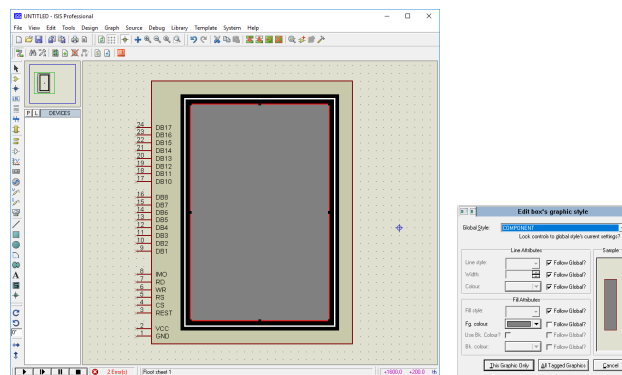 UNTITLED - ISIS Professional
File View Edit Tools Design Graph Source Debug Library Template System Help
P L DEVICES
24 DB17
23 DB16
22 DB15
21 DB14
20 DB13
19 DB12
18 DB11
17 DB10
16 DB8
15 DB7
14 DB6
13 DB5
12 DB4
11 DB3
10 DB2
9 DB1
8 IMO
7 RD
6 WR
5 RS
4 CS
3 REST
2 VCC
1 GND
2 Error(s) Root sheet 1 +1600.0 +200.0 th
Edit box's graphic style
Global Style: COMPONENT
Lock controls to global style's current settings?
Line Attributes Sample
Line style: Follow Global?
Width: Follow Global?
Colour: Follow Global?
Fill Attributes
Fill style: Follow Global?
Fg. colour: Follow Global?
Use Bk. Colour? Follow Global?
Bk. colour: Follow Global?
This Graphic Only All Tagged Graphics Cancel